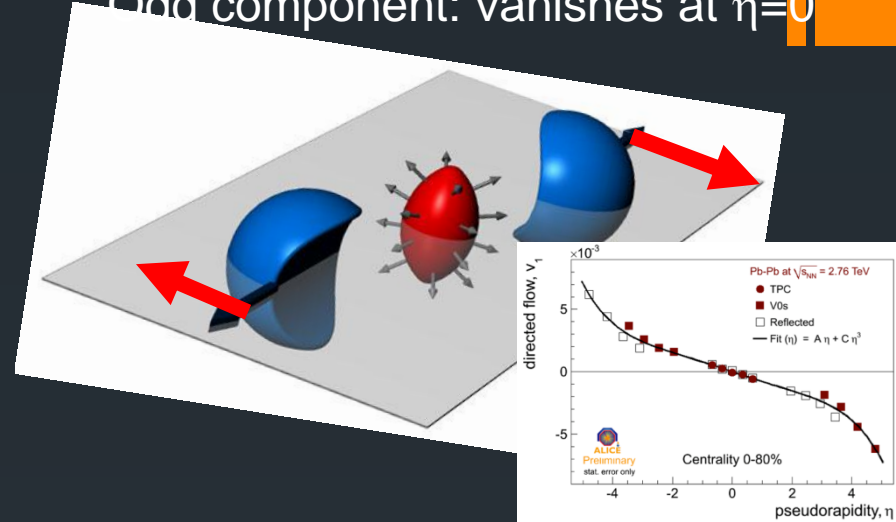 Odd component: vanishes at η=0
×10⁻³
directed flow, v₁
Pb-Pb at √sNN = 2.76 TeV
TPC
V0s
Reflected
Fit (η) = A η + C η³
5
0
-5
ALICE
Preliminary
stat. error only
Centrality 0-80%
-4 -2 0 2 4
pseudorapidity, η